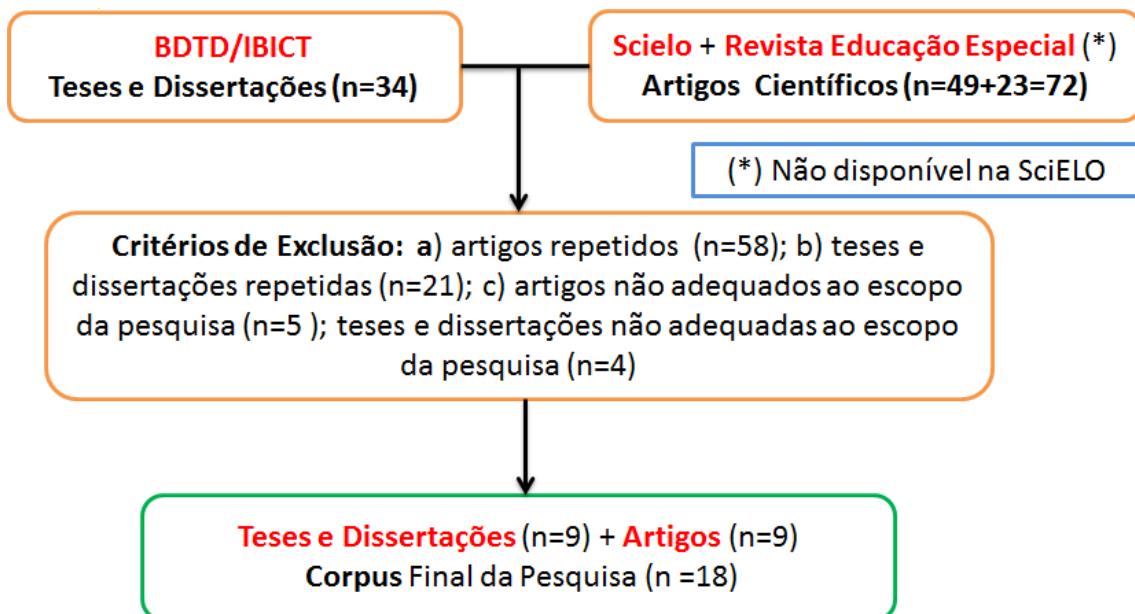 BDTD/IBICT
Teses e Dissertações (n=34)
Scielo + Revista Educação Especial (*)
Artigos Científicos (n=49+23=72)
(*) Não disponível na SciELO
Critérios de Exclusão: a) artigos repetidos (n=58); b) teses e
dissertações repetidas (n=21); c) artigos não adequados ao escopo
da pesquisa (n=5 ); teses e dissertações não adequadas ao escopo
da pesquisa (n=4)
Teses e Dissertações (n=9) + Artigos (n=9)
Corpus Final da Pesquisa (n =18)